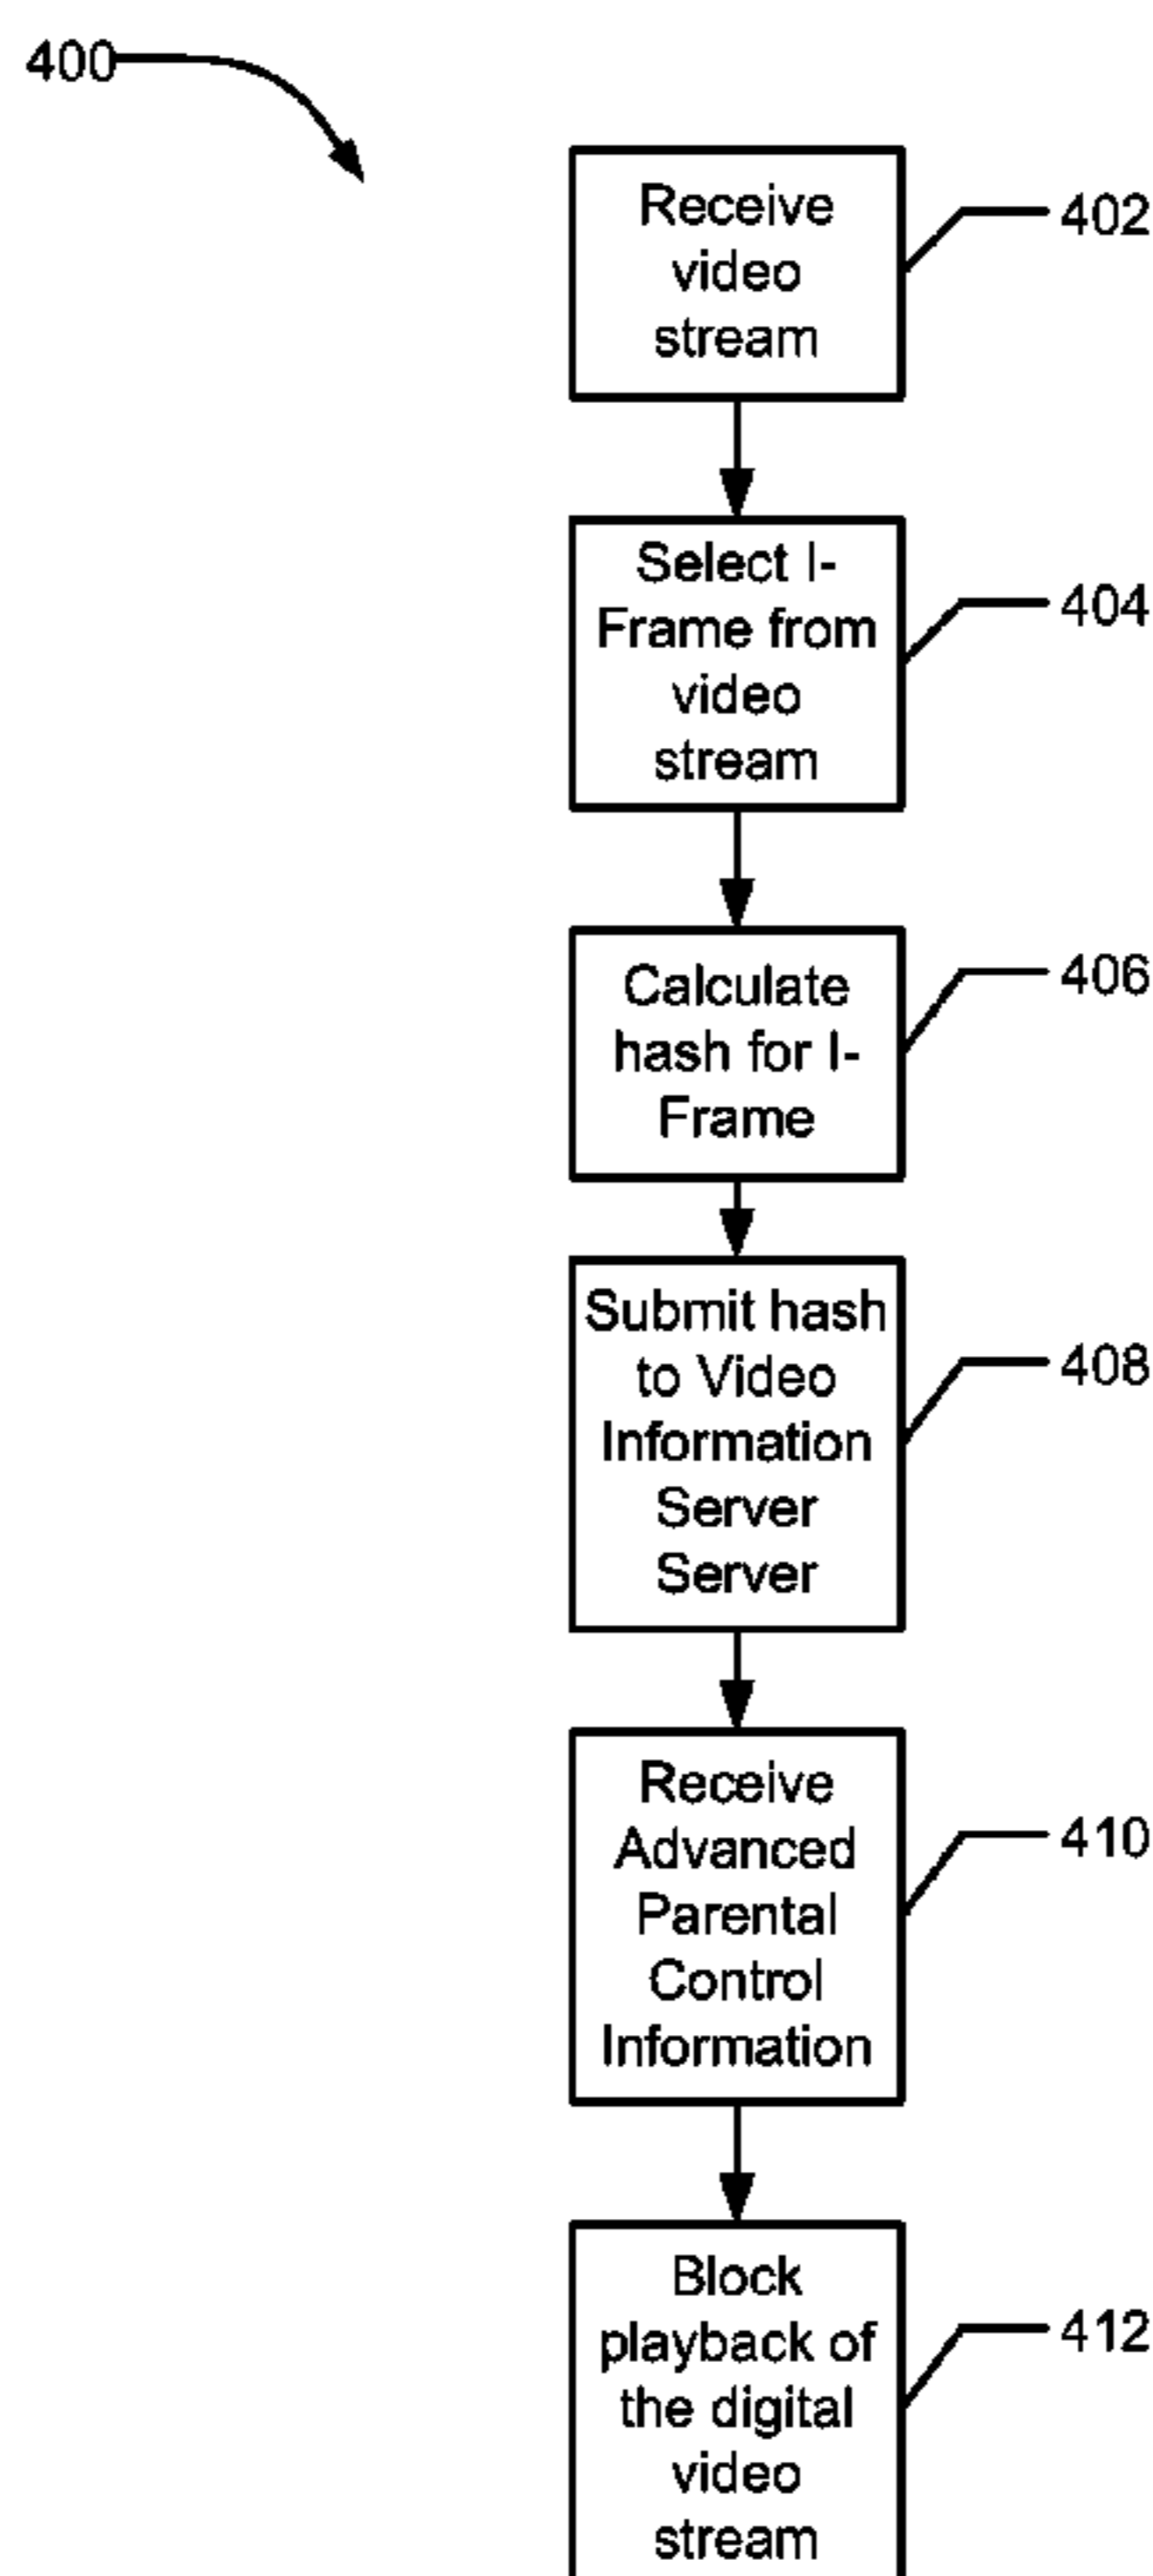 400
Receive
video
stream
402
Select I-
Frame from
video
stream
404
Calculate
hash for I-
Frame
406
Submit hash
to Video
Information
Server
Server
408
Receive
Advanced
Parental
Control
Information
410
Block
playback of
the digital
video
stream
412